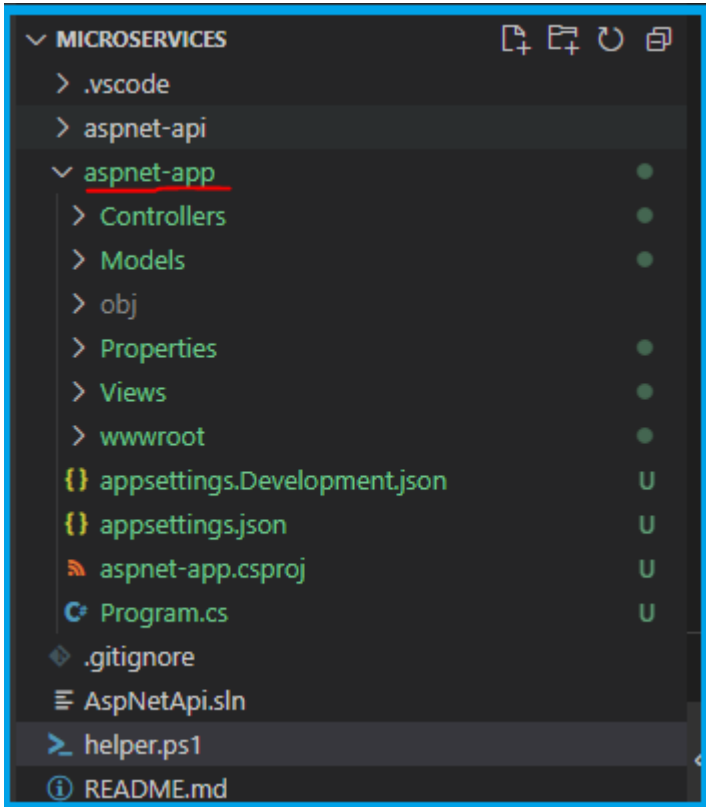 MICROSERVICES
.vscode
aspnet-api
aspnet-app
Controllers
Models
obj
Properties
Views
wwwroot
{} appsettings.Development.json U
{} appsettings.json U
aspnet-app.csproj U
C# Program.cs U
.gitignore
AspNetApi.sln
helper.ps1
README.md